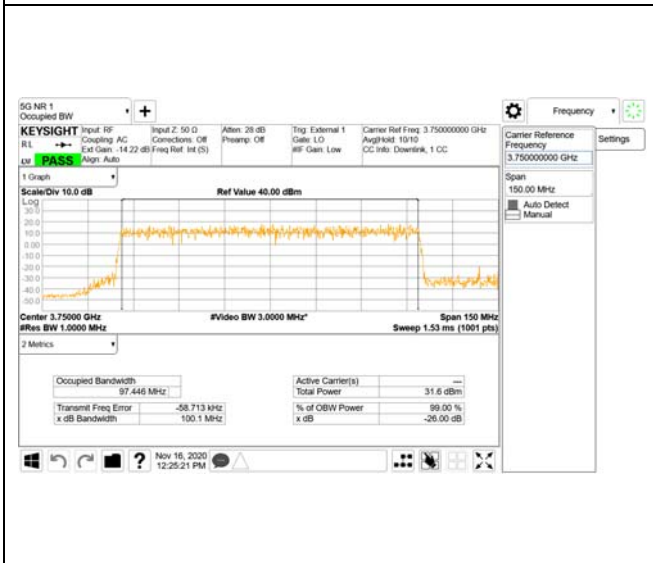 5G NR 1
Occupied BW
Frequency
KEYSIGHT
Input: RF
Input Z: 50 Ω
Atten: 28 dB
Trig: External 1
Carrier Ref Freq: 3.750000000 GHz
RL
Coupling: AC
Corrections: Off
Preamp: Off
Gate: LO
Avg|Hold: 10/10
Ext Gain: -14.22 dB
Freq Ref: Int (S)
#IF Gain: Low
CC Info: Downlink, 1 CC
PASS
Align: Auto
Carrier Reference
Frequency
3.750000000 GHz
Settings
Span
150.00 MHz
Auto Detect
Manual
1 Graph
Scale/Div 10.0 dB
Ref Value 40.00 dBm
Log
30.0
20.0
10.0
0.00
-10.0
-20.0
-30.0
-40.0
-50.0
Center 3.75000 GHz
#Video BW 3.0000 MHz*
Span 150 MHz
#Res BW 1.0000 MHz
Sweep 1.53 ms (1001 pts)
2 Metrics
Occupied Bandwidth
97.446 MHz
Active Carrier(s)
---
Total Power
31.6 dBm
Transmit Freq Error
-58.713 kHz
% of OBW Power
99.00 %
x dB Bandwidth
100.1 MHz
x dB
-26.00 dB
?
Nov 16, 2020
12:25:21 PM